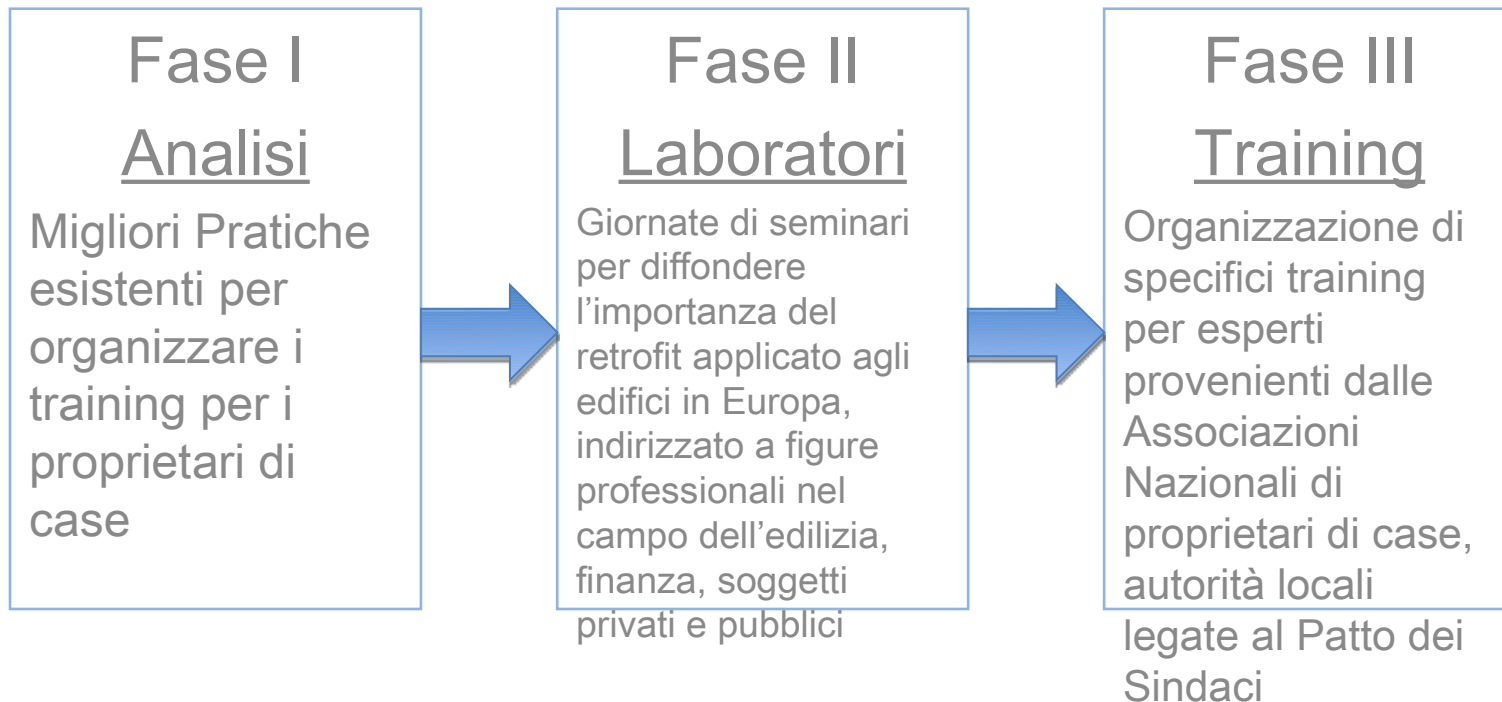 Fase I
Analisi
Migliori Pratiche
esistenti per
organizzare i
training per i
proprietari di
case
Fase II
Laboratori
Giornate di seminari
per diffondere
l’importanza del
retrofit applicato agli
edifici in Europa,
indirizzato a figure
professionali nel
campo dell’edilizia,
finanza, soggetti
privati e pubblici
Fase III
Training
Organizzazione di
specifici training
per esperti
provenienti dalle
Associazioni
Nazionali di
proprietari di case,
autorità locali
legate al Patto dei
Sindaci